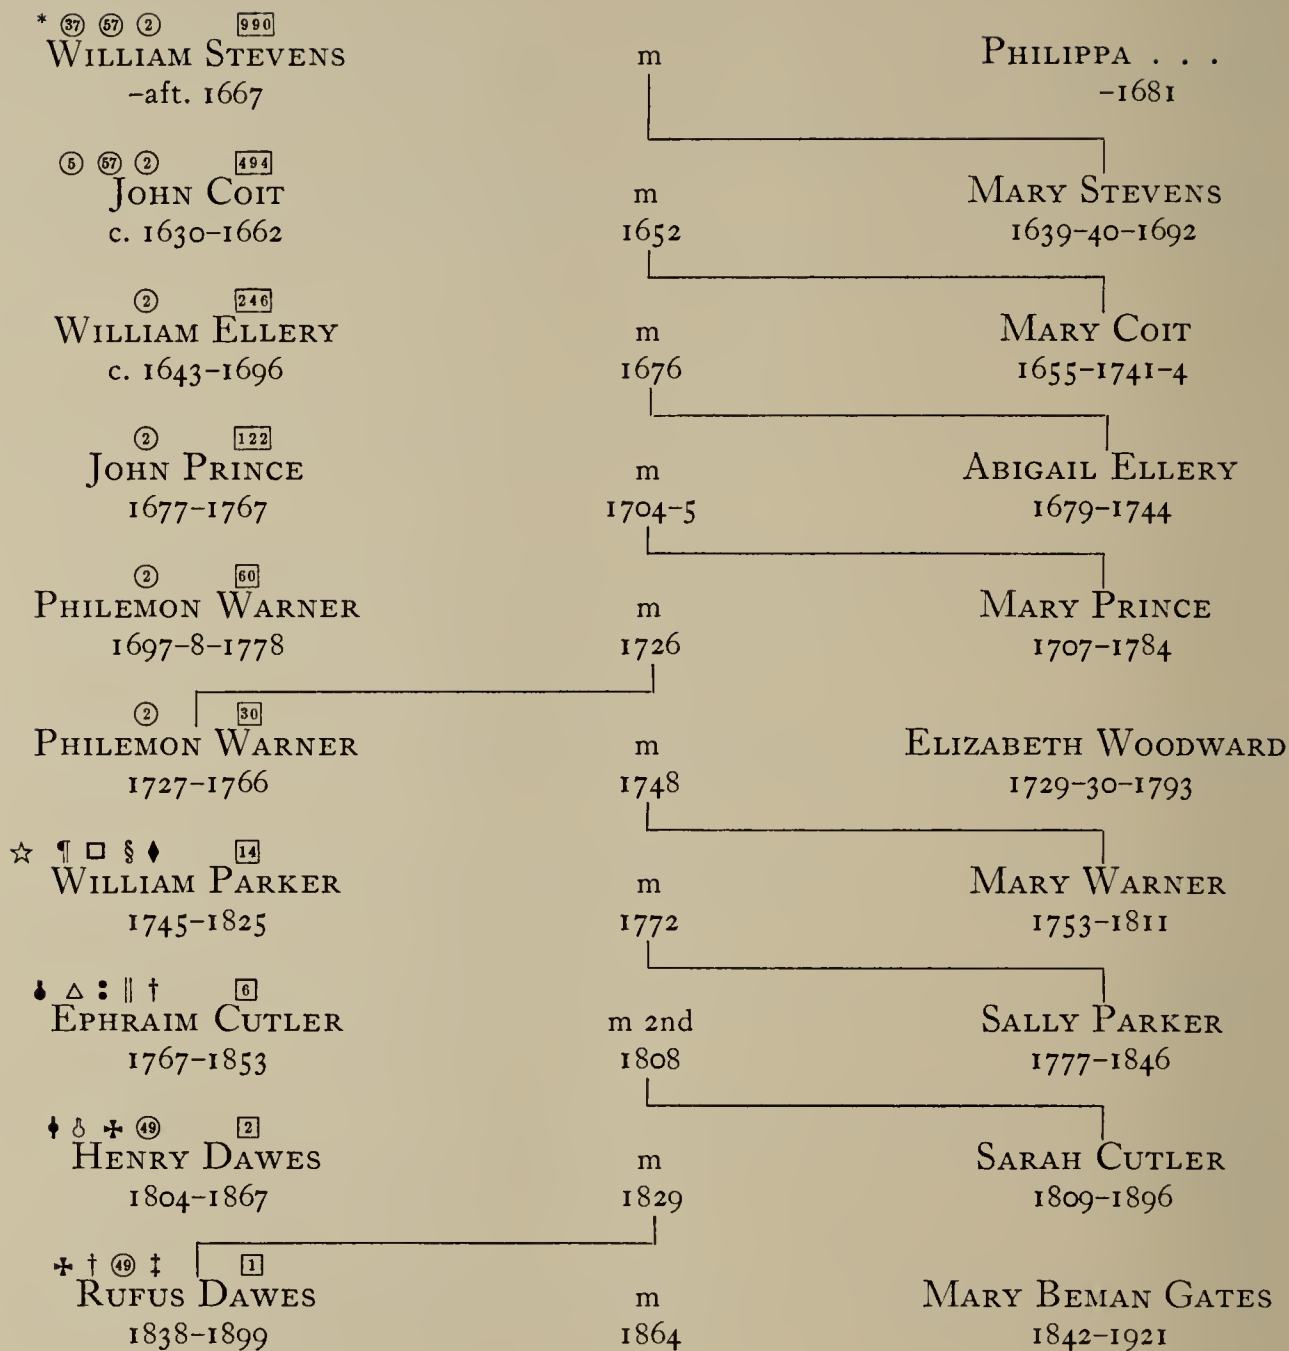 * 37 57 2 990
WILLIAM STEVENS m PHILIPPA . . .
–aft. 1667 –1681
5 57 2 494
JOHN COIT m MARY STEVENS
c. 1630–1662 1652 1639-40–1692
2 246
WILLIAM ELLERY m MARY COIT
c. 1643–1696 1676 1655–1741-4
2 122
JOHN PRINCE m ABIGAIL ELLERY
1677–1767 1704-5 1679–1744
2 60
PHILEMON WARNER m MARY PRINCE
1697-8–1778 1726 1707–1784
2 30
PHILEMON WARNER m ELIZABETH WOODWARD
1727–1766 1748 1729-30–1793
☆ ¶ □ § ♦ 14
WILLIAM PARKER m MARY WARNER
1745–1825 1772 1753–1811
△ : || † 6
EPHRAIM CUTLER m 2nd SALLY PARKER
1767–1853 1808 1777–1846
✠ 49 2
HENRY DAWES m SARAH CUTLER
1804–1867 1829 1809–1896
✠ † 49 ‡ 1
RUFUS DAWES m MARY BEMAN GATES
1838–1899 1864 1842–1921